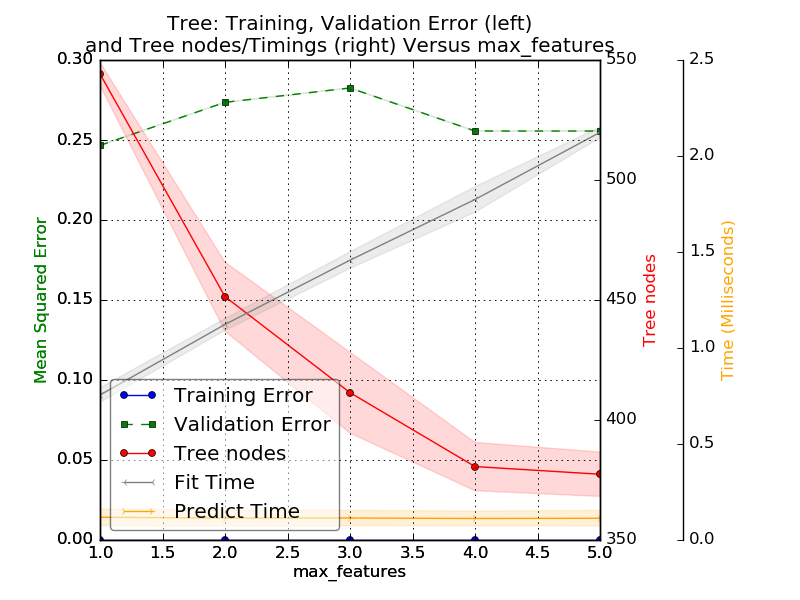 Tree: Training, Validation Error (left)
and Tree nodes/Timings (right) Versus max_features
0.30
0.25
0.20
0.15
0.10
0.05
0.00
Mean Squared Error
1.0 1.5 2.0 2.5 3.0 3.5 4.0 4.5 5.0
max_features
Training Error
Validation Error
Tree nodes
Fit Time
Predict Time
550
500
450
400
350
Tree nodes
2.5
2.0
1.5
1.0
0.5
0.0
Time (Milliseconds)